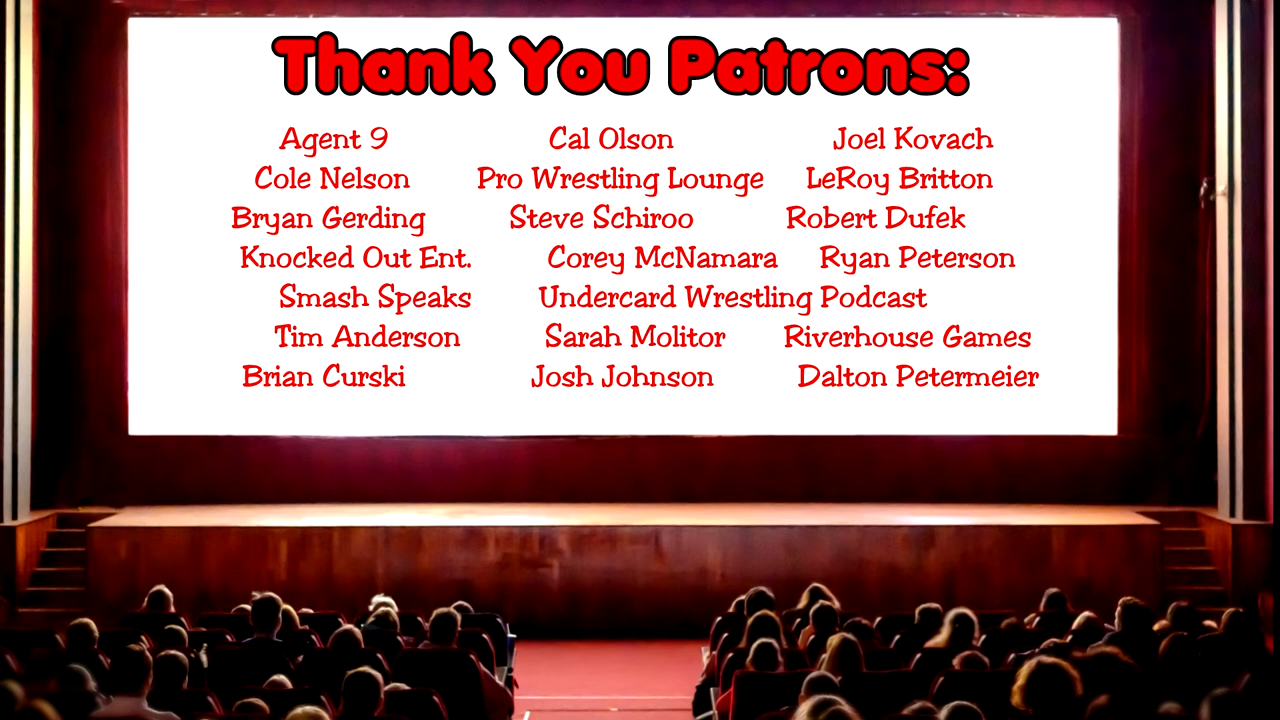 Thank You Patrons:
Agent 9 Cal Olson Joel Kovach
Cole Nelson Pro Wrestling Lounge LeRoy Britton
Bryan Gerding Steve Schiroo Robert Dufek
Knocked Out Ent. Corey McNamara Ryan Peterson
Smash Speaks Undercard Wrestling Podcast
Tim Anderson Sarah Molitor Riverhouse Games
Brian Curski Josh Johnson Dalton Petermeier